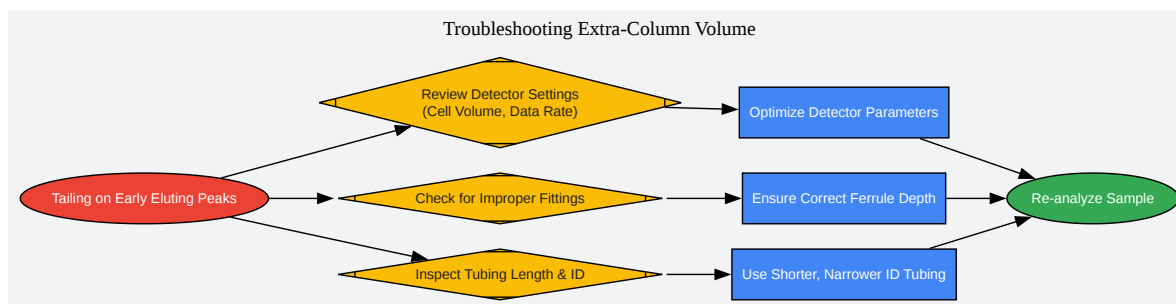 Troubleshooting Extra-Column Volume
Review Detector Settings
(Cell Volume, Data Rate)
Optimize Detector Parameters
Tailing on Early Eluting Peaks
Check for Improper Fittings
Ensure Correct Ferrule Depth
Re-analyze Sample
Inspect Tubing Length & ID
Use Shorter, Narrower ID Tubing